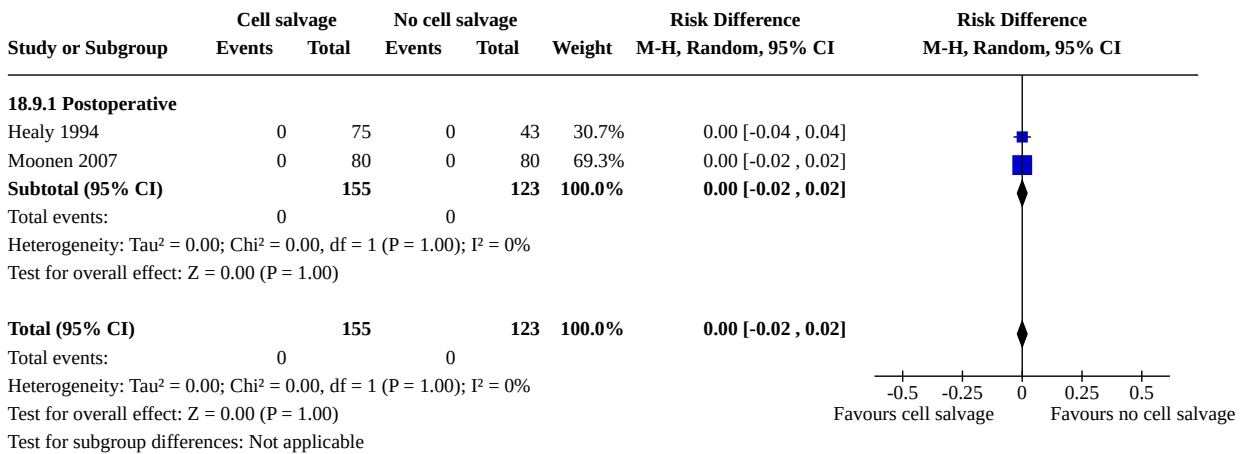 Cell salvage No cell salvage Risk Difference Risk Difference
Study or Subgroup Events Total Events Total Weight M-H, Random, 95% CI M-H, Random, 95% CI
18.9.1 Postoperative
Healy 1994 0 75 0 43 30.7% 0.00 [-0.04 , 0.04]
Moonen 2007 0 80 0 80 69.3% 0.00 [-0.02 , 0.02]
Subtotal (95% CI) 155 123 100.0% 0.00 [-0.02 , 0.02]
Total events: 0 0
Heterogeneity: Tau² = 0.00; Chi² = 0.00, df = 1 (P = 1.00); I² = 0%
Test for overall effect: Z = 0.00 (P = 1.00)
Total (95% CI) 155 123 100.0% 0.00 [-0.02 , 0.02]
Total events: 0 0
Heterogeneity: Tau² = 0.00; Chi² = 0.00, df = 1 (P = 1.00); I² = 0%
-0.5 -0.25 0 0.25 0.5
Test for overall effect: Z = 0.00 (P = 1.00) Favours cell salvage Favours no cell salvage
Test for subgroup differences: Not applicable